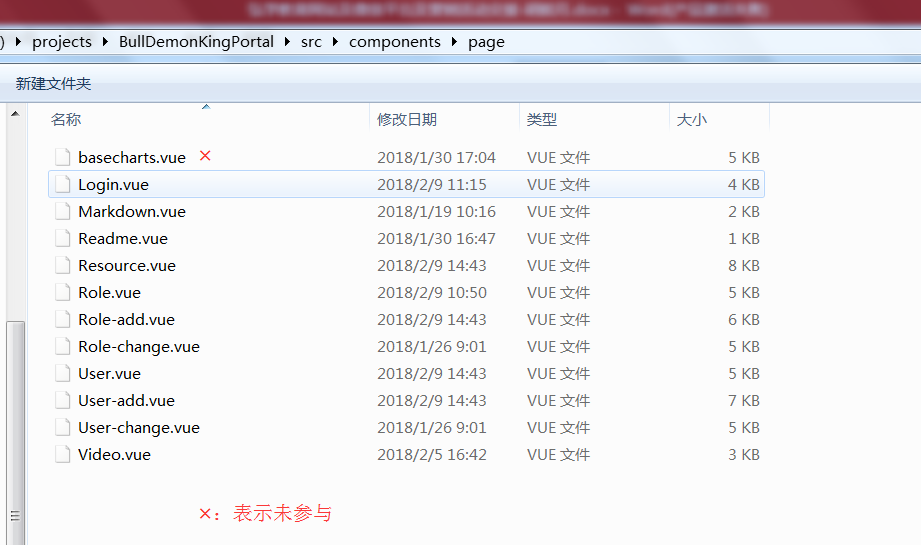 ) ▸ projects ▸ BullDemonKingPortal ▸ src ▸ components ▸ page
新建文件夹
名称 修改日期 类型 大小
basecharts.vue × 2018/1/30 17:04 VUE 文件 5 KB
Login.vue 2018/2/9 11:15 VUE 文件 4 KB
Markdown.vue 2018/1/19 10:16 VUE 文件 2 KB
Readme.vue 2018/1/30 16:47 VUE 文件 1 KB
Resource.vue 2018/2/9 14:43 VUE 文件 8 KB
Role.vue 2018/2/9 10:50 VUE 文件 5 KB
Role-add.vue 2018/2/9 14:43 VUE 文件 6 KB
Role-change.vue 2018/1/26 9:01 VUE 文件 5 KB
User.vue 2018/2/9 14:43 VUE 文件 5 KB
User-add.vue 2018/2/9 14:43 VUE 文件 7 KB
User-change.vue 2018/1/26 9:01 VUE 文件 5 KB
Video.vue 2018/2/5 16:42 VUE 文件 3 KB
×：表示未参与